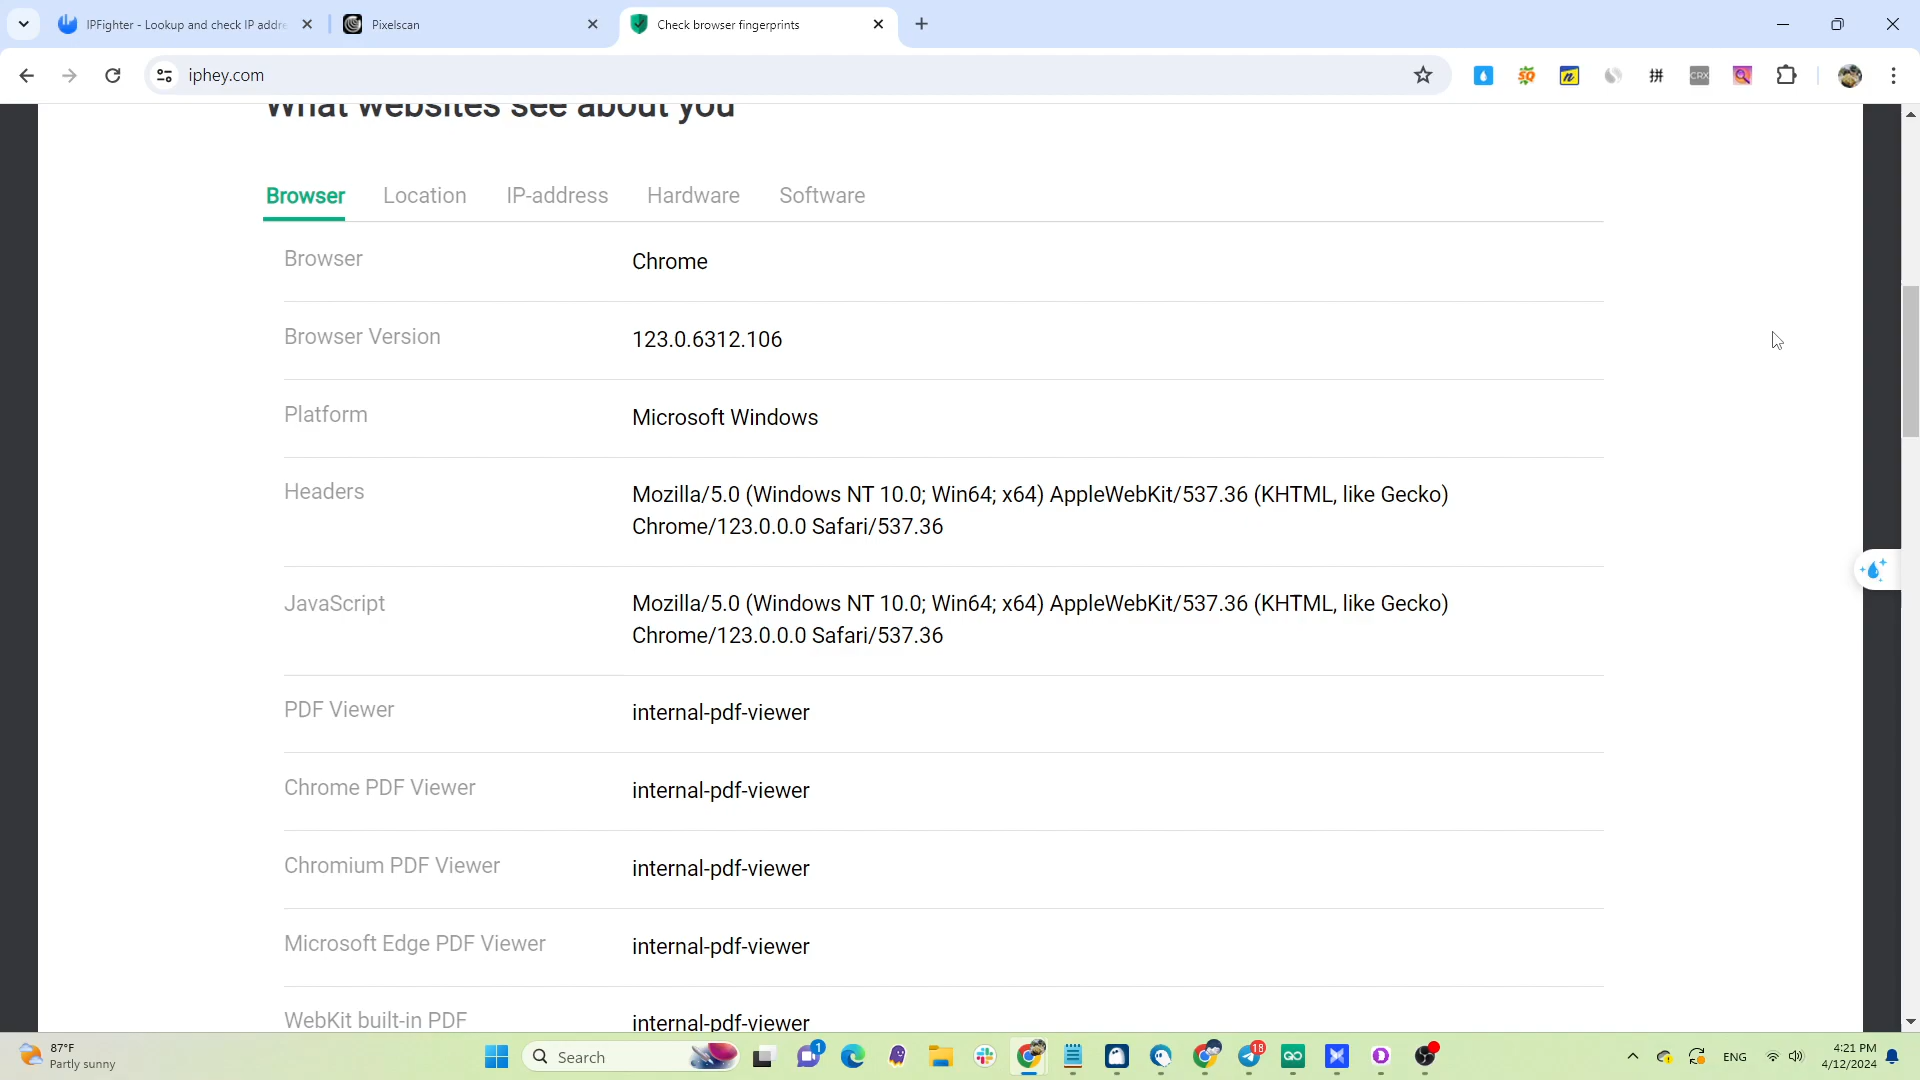 IPFighter - Lookup and check IP addre
Pixelscan
Check browser fingerprints
iphey.com
What websites see about you
Browser
Location
IP-address
Hardware
Software
Browser
Chrome
Browser Version
123.0.6312.106
Platform
Microsoft Windows
Headers
Mozilla/5.0 (Windows NT 10.0; Win64; x64) AppleWebKit/537.36 (KHTML, like Gecko)
Chrome/123.0.0.0 Safari/537.36
JavaScript
Mozilla/5.0 (Windows NT 10.0; Win64; x64) AppleWebKit/537.36 (KHTML, like Gecko)
Chrome/123.0.0.0 Safari/537.36
PDF Viewer
internal-pdf-viewer
Chrome PDF Viewer
internal-pdf-viewer
Chromium PDF Viewer
internal-pdf-viewer
Microsoft Edge PDF Viewer
internal-pdf-viewer
WebKit built-in PDF
internal-pdf-viewer
87°F
Partly sunny
Search
1
18
ENG
4:21 PM
4/12/2024